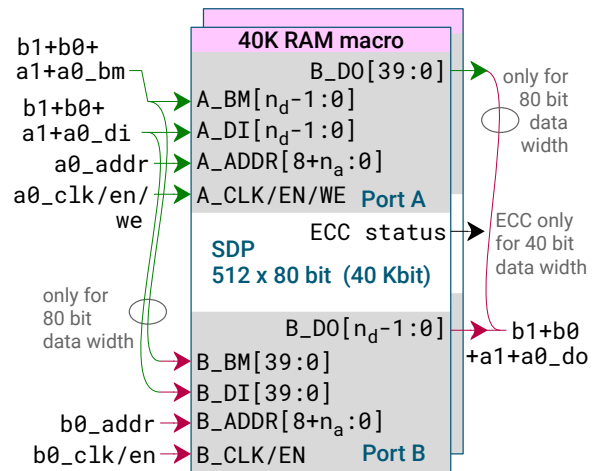 40K RAM macro
b1+b0+
a1+a0_bm
b1+b0+
a1+a0_di
a0_addr
a0_clk/en/
we
B_DO[39:0]
A_BM[nd-1:0]
A_DI[nd-1:0]
A_ADDR[8+na:0]
A_CLK/EN/WE
Port A
only for
80 bit
data
width
ECC status
ECC only
for 40 bit
data width
SDP
512 x 80 bit (40 Kbit)
only for
80 bit
data width
B_DO[nd-1:0]
b1+b0
+a1+a0_do
B_BM[39:0]
B_DI[39:0]
b0_addr
B_ADDR[8+na:0]
b0_clk/en
B_CLK/EN
Port B